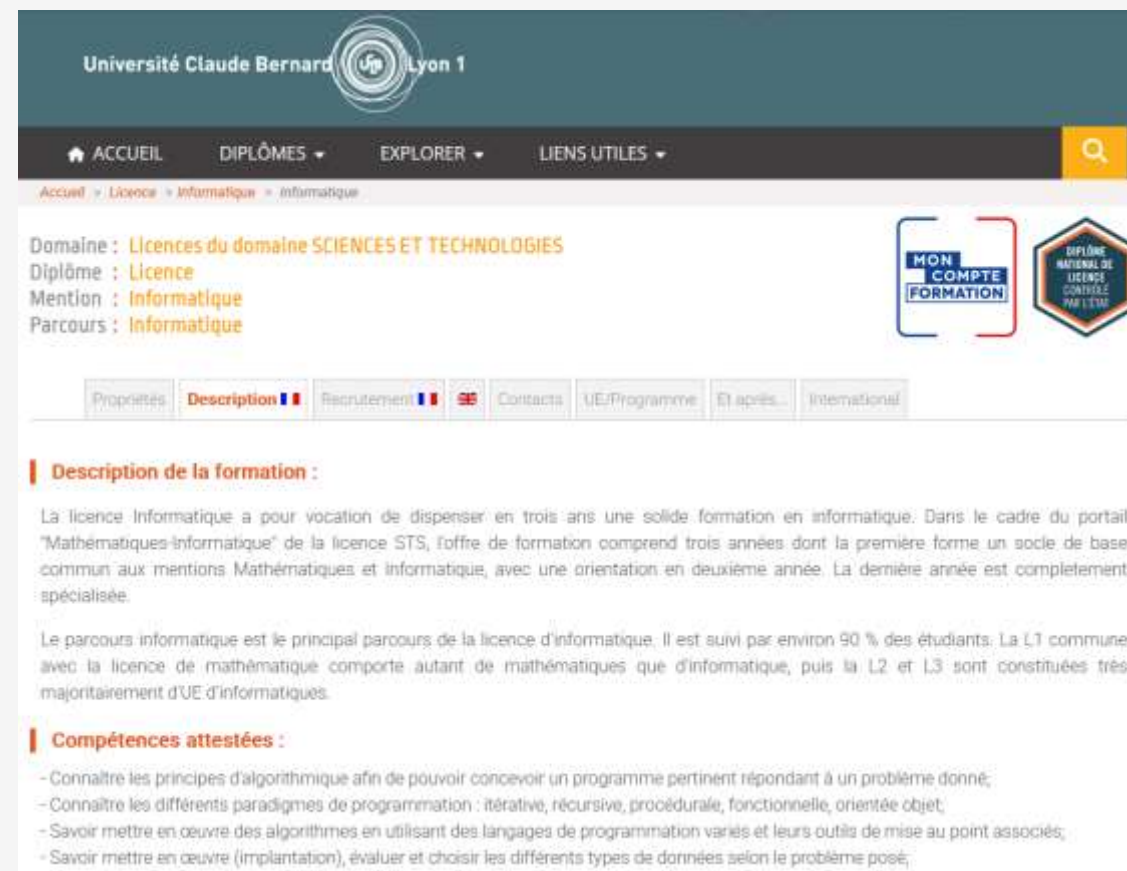 Université Claude Bernard Lyon 1
ACCUEIL DIPLÔMES EXPLORER LIENS UTILES
Accueil » Licence » Informatique » Informatique
Domaine : Licences du domaine SCIENCES ET TECHNOLOGIES
Diplôme : Licence
Mention : Informatique
Parcours : Informatique
MON
COMPTE
FORMATION
DIPLÔME
NATIONAL DE
LICENCE
CONTRÔLÉ
PAR L'ÉTAT
Propriétés Description Recrutement Contacts UE/Programme Et après... International
Description de la formation :
La licence Informatique a pour vocation de dispenser en trois ans une solide formation en informatique. Dans le cadre du portail
"Mathématiques-Informatique" de la licence STS, l'offre de formation comprend trois années dont la première forme un socle de base
commun aux mentions Mathématiques et Informatique, avec une orientation en deuxième année. La dernière année est completement
spécialisée.
Le parcours informatique est le principal parcours de la licence d'informatique. Il est suivi par environ 90 % des étudiants. La L1 commune
avec la licence de mathématique comporte autant de mathématiques que d'informatique, puis la L2 et L3 sont constituées très
majoritairement d'UE d'informatiques.
Compétences attestées :
- Connaître les principes d'algorithmique afin de pouvoir concevoir un programme pertinent répondant à un problème donné;
- Connaître les différents paradigmes de programmation : itérative, récursive, procédurale, fonctionnelle, orientée objet;
- Savoir mettre en œuvre des algorithmes en utilisant des langages de programmation variés et leurs outils de mise au point associés;
- Savoir mettre en œuvre (implantation), évaluer et choisir les différents types de données selon le problème posé;